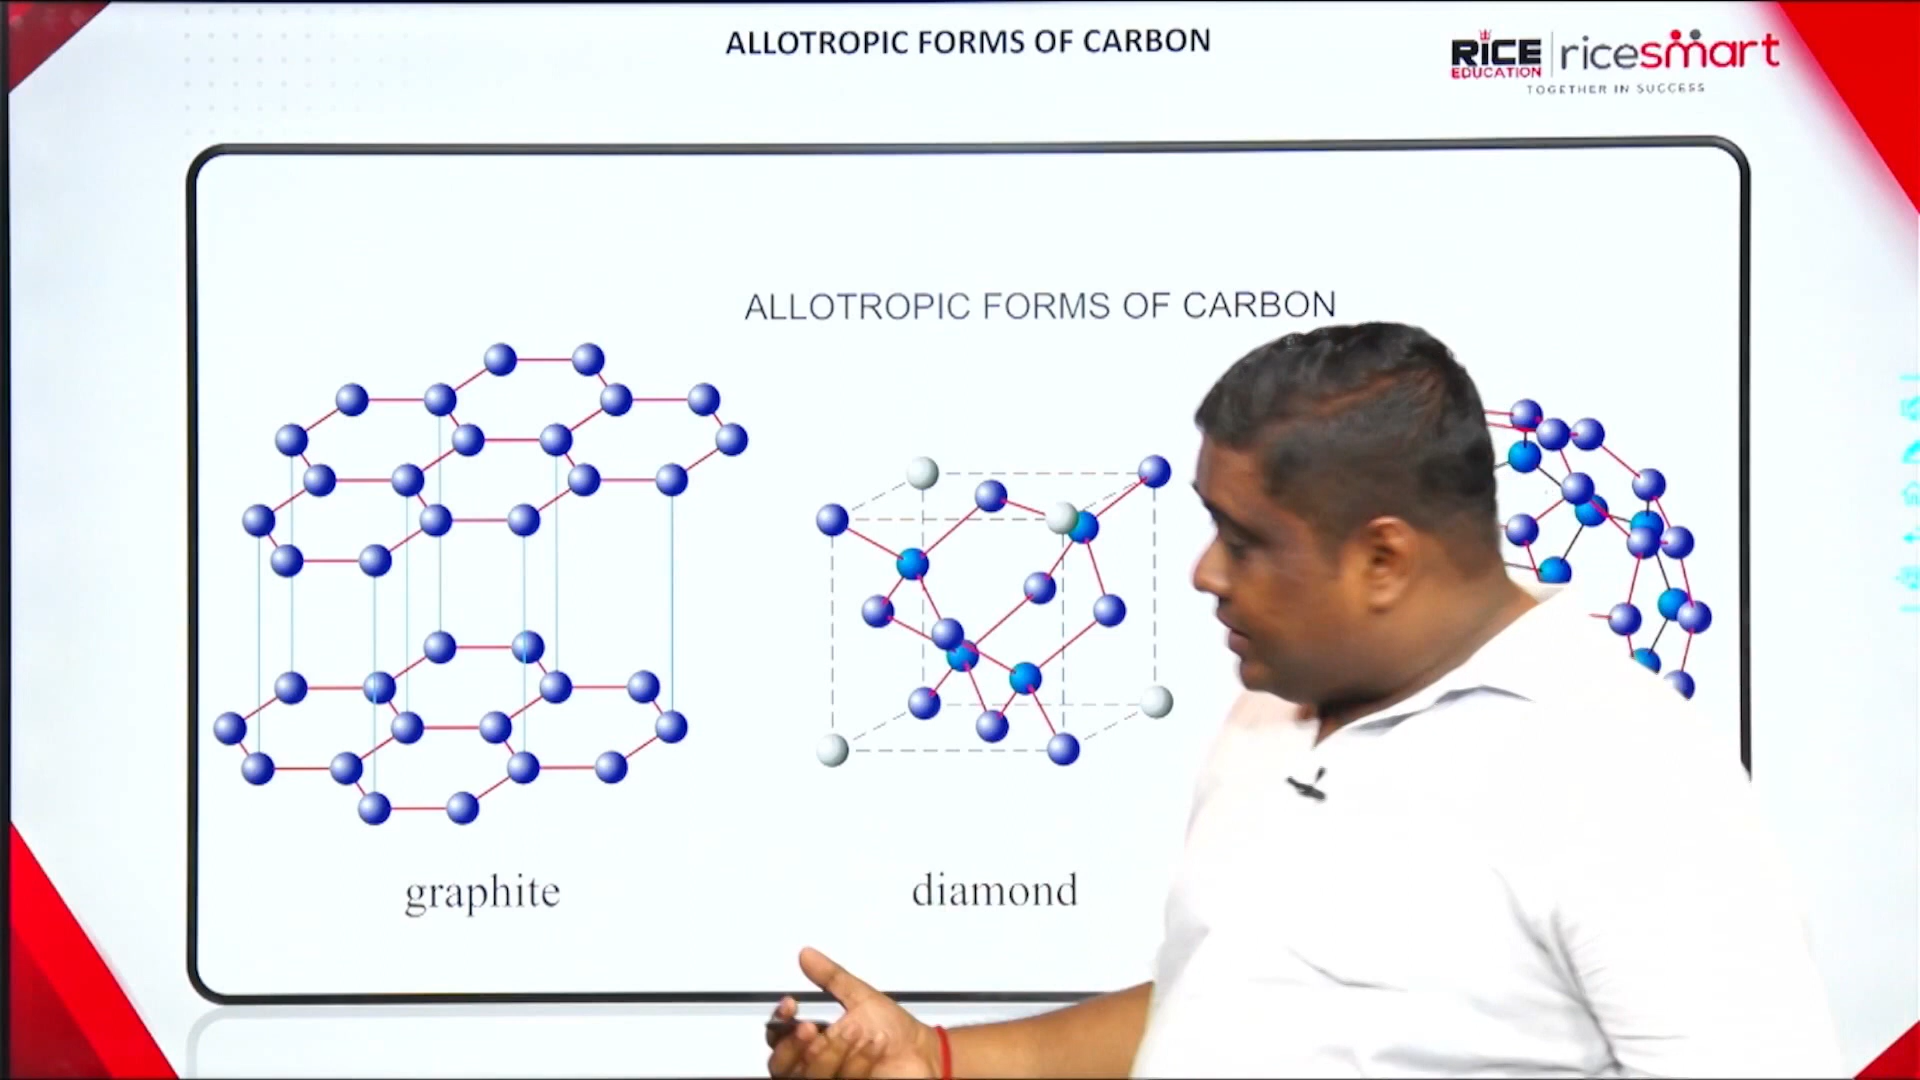 ALLOTROPIC FORMS OF CARBON
RICE EDUCATION
ricesmart
TOGETHER IN SUCCESS
ALLOTROPIC FORMS OF CARBON
graphite
diamond